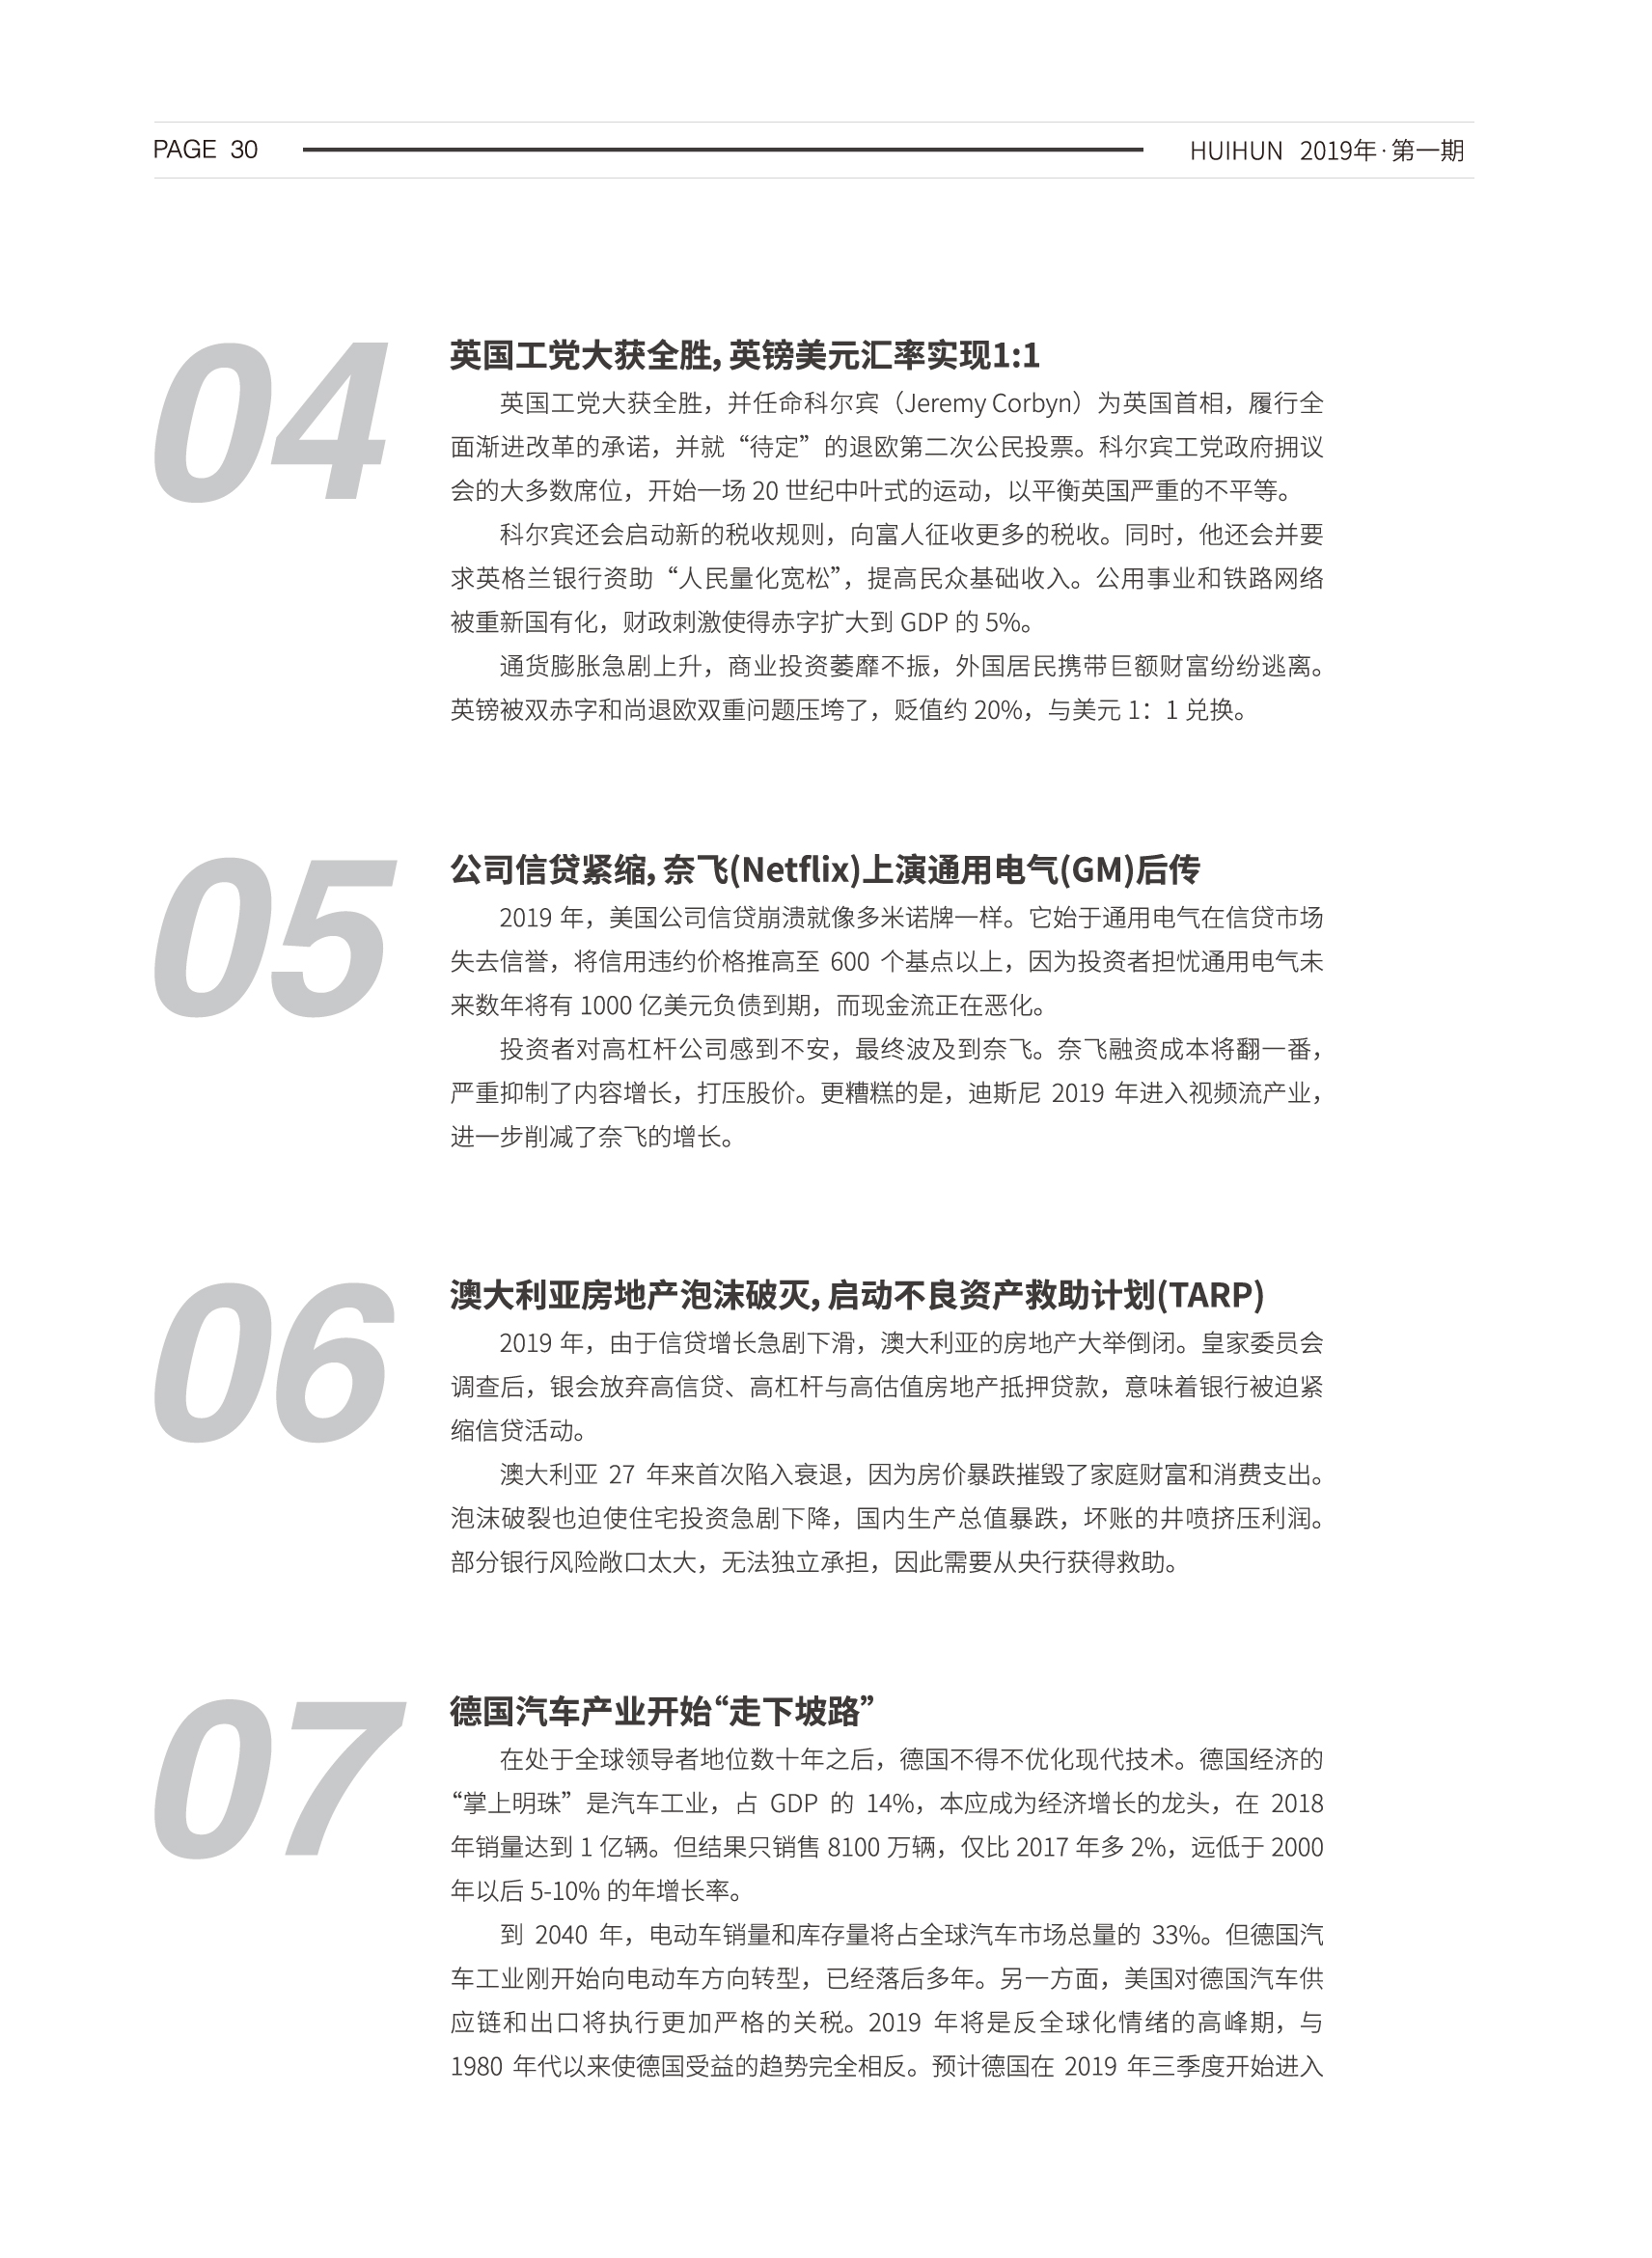 PAGE 30
HUIHUN 2019年·第一期
04
英国工党大获全胜，英镑美元汇率实现1:1
英国工党大获全胜，并任命科尔宾（Jeremy Corbyn）为英国首相，履行全
面渐进改革的承诺，并就“待定”的退欧第二次公民投票。科尔宾工党政府拥议
会的大多数席位，开始一场 20 世纪中叶式的运动，以平衡英国严重的不平等。
科尔宾还会启动新的税收规则，向富人征收更多的税收。同时，他还会并要
求英格兰银行资助“人民量化宽松”，提高民众基础收入。公用事业和铁路网络
被重新国有化，财政刺激使得赤字扩大到 GDP 的 5%。
通货膨胀急剧上升，商业投资萎靡不振，外国居民携带巨额财富纷纷逃离。
英镑被双赤字和尚退欧双重问题压垮了，贬值约 20%，与美元 1：1 兑换。
05
公司信贷紧缩，奈飞(Netflix)上演通用电气(GM)后传
2019 年，美国公司信贷崩溃就像多米诺牌一样。它始于通用电气在信贷市场
失去信誉，将信用违约价格推高至 600 个基点以上，因为投资者担忧通用电气未
来数年将有 1000 亿美元负债到期，而现金流正在恶化。
投资者对高杠杆公司感到不安，最终波及到奈飞。奈飞融资成本将翻一番，
严重抑制了内容增长，打压股价。更糟糕的是，迪斯尼 2019 年进入视频流产业，
进一步削减了奈飞的增长。
06
澳大利亚房地产泡沫破灭，启动不良资产救助计划(TARP)
2019 年，由于信贷增长急剧下滑，澳大利亚的房地产大举倒闭。皇家委员会
调查后，银会放弃高信贷、高杠杆与高估值房地产抵押贷款，意味着银行被迫紧
缩信贷活动。
澳大利亚 27 年来首次陷入衰退，因为房价暴跌摧毁了家庭财富和消费支出。
泡沫破裂也迫使住宅投资急剧下降，国内生产总值暴跌，坏账的井喷挤压利润。
部分银行风险敞口太大，无法独立承担，因此需要从央行获得救助。
07
德国汽车产业开始“走下坡路”
在处于全球领导者地位数十年之后，德国不得不优化现代技术。德国经济的
“掌上明珠”是汽车工业，占 GDP 的 14%，本应成为经济增长的龙头，在 2018
年销量达到 1 亿辆。但结果只销售 8100 万辆，仅比 2017 年多 2%，远低于 2000
年以后 5-10% 的年增长率。
到 2040 年，电动车销量和库存量将占全球汽车市场总量的 33%。但德国汽
车工业刚开始向电动车方向转型，已经落后多年。另一方面，美国对德国汽车供
应链和出口将执行更加严格的关税。2019 年将是反全球化情绪的高峰期，与
1980 年代以来使德国受益的趋势完全相反。预计德国在 2019 年三季度开始进入